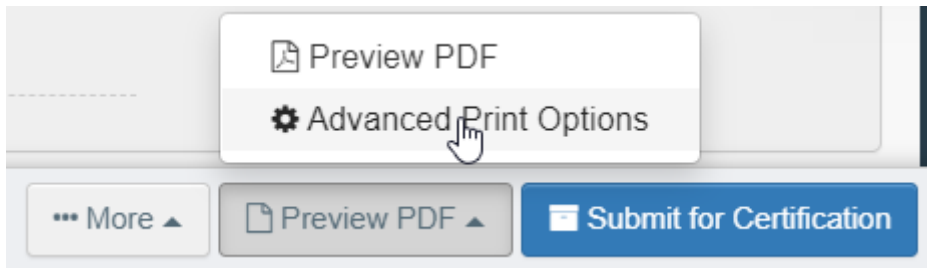 Preview PDF
Advanced Print Options
More Preview PDF Submit for Certification